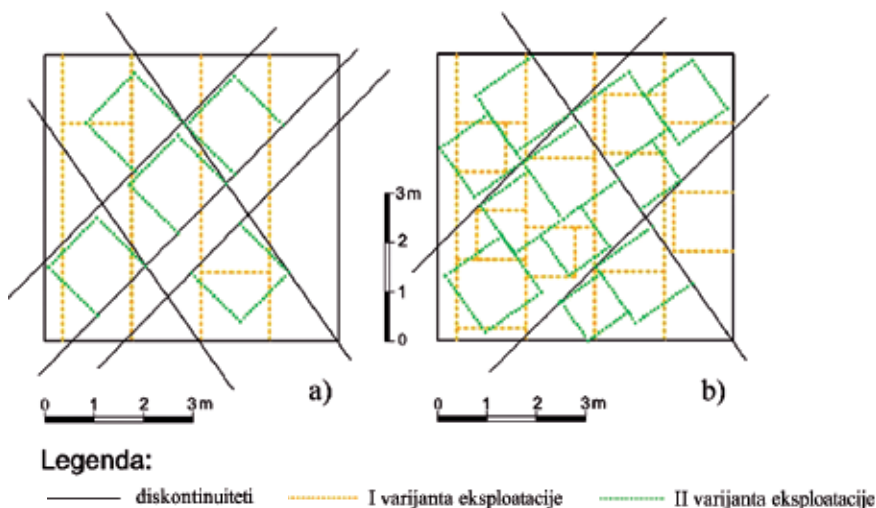 3m
2
1
0
a)
b)
0 1 2 3m
0 1 2 3m
Legenda:
diskontinuiteti
I varijanta eksploatacije
II varijanta eksploatacije